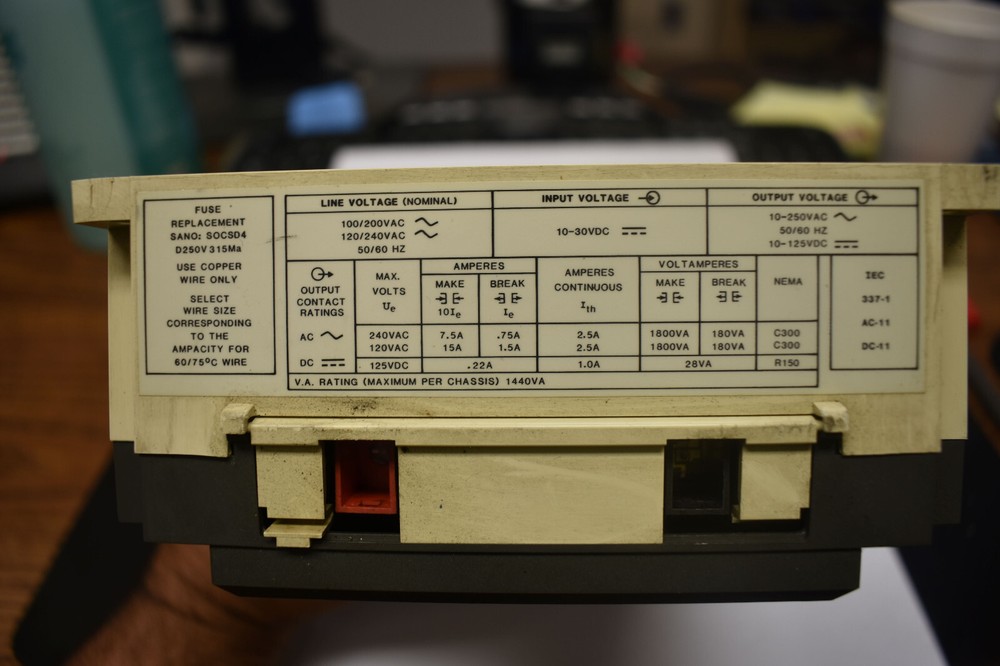 FUSE
REPLACEMENT
SANO: SOCSD4
D250V 315Ma
USE COPPER
WIRE ONLY
SELECT
WIRE SIZE
CORRESPONDING
TO THE
AMPACITY FOR
60/75°C WIRE
LINE VOLTAGE (NOMINAL)
100/200VAC
120/240VAC
50/60 HZ
INPUT VOLTAGE
10-30VDC
OUTPUT VOLTAGE
10-250VAC
50/60 HZ
10-125VDC
OUTPUT
CONTACT
RATINGS
MAX.
VOLTS
Ue
AMPERES
MAKE
10Ie
BREAK
Ie
AMPERES
CONTINUOUS
Ith
VOLTAMPERES
MAKE
BREAK
NEMA
AC 240VAC 7.5A .75A 2.5A 1800VA 180VA C300
120VAC 15A 1.5A 2.5A 1800VA 180VA C300
DC 125VDC .22A 1.0A 28VA R150
V.A. RATING (MAXIMUM PER CHASSIS) 1440VA
IEC
337-1
AC-11
DC-11